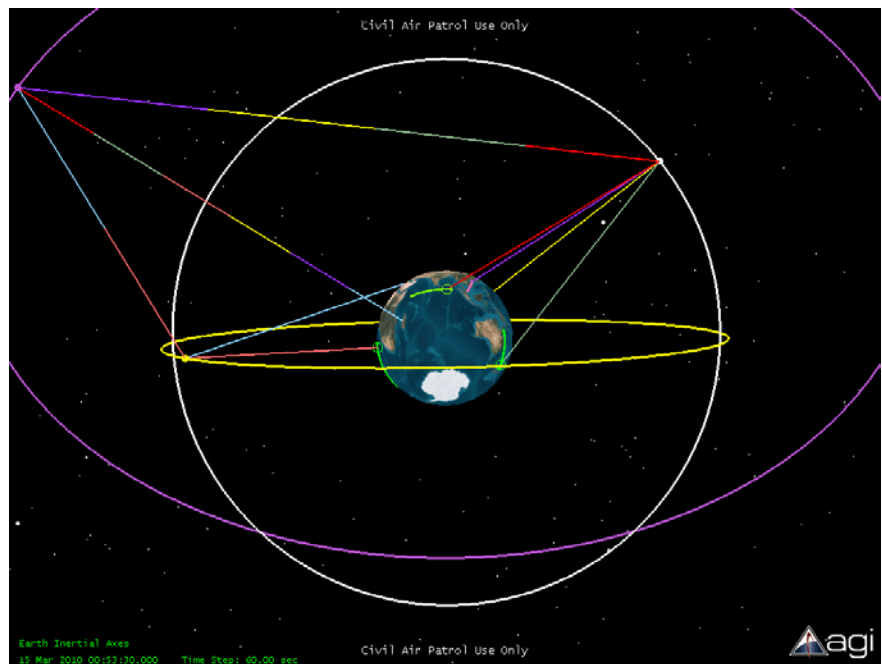 Civil Air Patrol Use Only
Earth Inertial Axes
15 Mar 2010 00:53:30.000 Time Step: 60.00 sec
Civil Air Patrol Use Only
agi